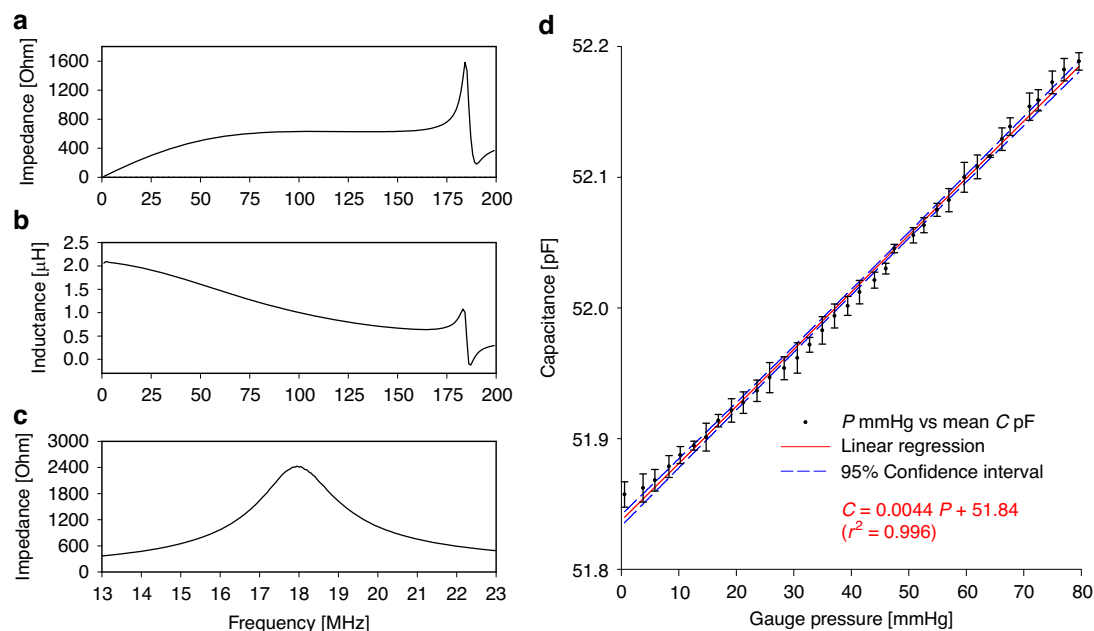 a
Impedance [Ohm]
1600
1200
800
400
0
0 25 50 75 100 125 150 175 200
b
Inductance [μH]
2.5
2.0
1.5
1.0
0.5
0.0
0 25 50 75 100 125 150 175 200
c
Impedance [Ohm]
3000
2400
1800
1200
600
0
13 14 15 16 17 18 19 20 21 22 23
Frequency [MHz]
d
Capacitance [pF]
52.2
52.1
52.0
51.9
51.8
P mmHg vs mean C pF
Linear regression
95% Confidence interval
C = 0.0044 P + 51.84
(r² = 0.996)
0 10 20 30 40 50 60 70 80
Gauge pressure [mmHg]